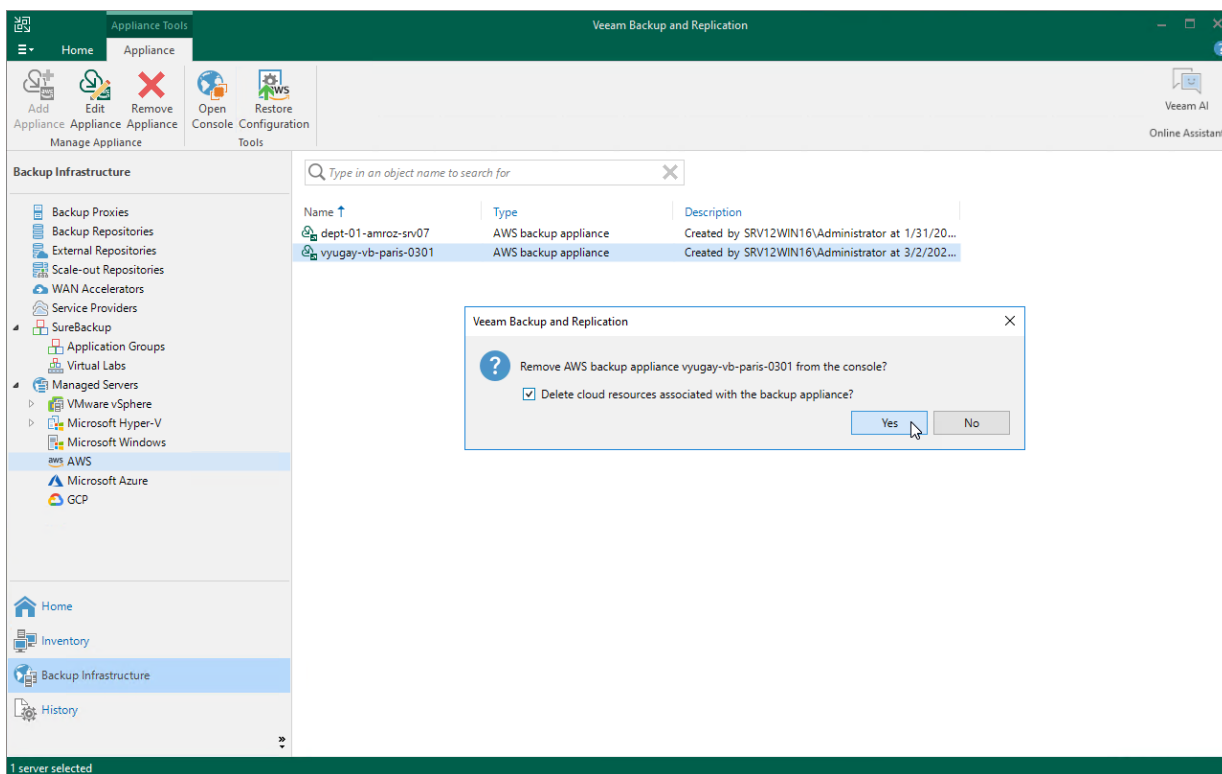 Appliance Tools
Veeam Backup and Replication
Home Appliance
Add Appliance
Edit Appliance
Remove Appliance
Open Console
aws
Restore Configuration
Manage Appliance
Tools
Veeam AI
Online Assistant
Backup Infrastructure
Type in an object name to search for
Backup Proxies
Backup Repositories
External Repositories
Scale-out Repositories
WAN Accelerators
Service Providers
SureBackup
Application Groups
Virtual Labs
Managed Servers
VMware vSphere
Microsoft Hyper-V
Microsoft Windows
aws AWS
Microsoft Azure
GCP
Name Type Description
dept-01-amroz-srv07 AWS backup appliance Created by SRV12WIN16\Administrator at 1/31/20...
vyugay-vb-paris-0301 AWS backup appliance Created by SRV12WIN16\Administrator at 3/2/202...
Veeam Backup and Replication
Remove AWS backup appliance vyugay-vb-paris-0301 from the console?
Delete cloud resources associated with the backup appliance?
Yes No
Home
Inventory
Backup Infrastructure
History
1 server selected